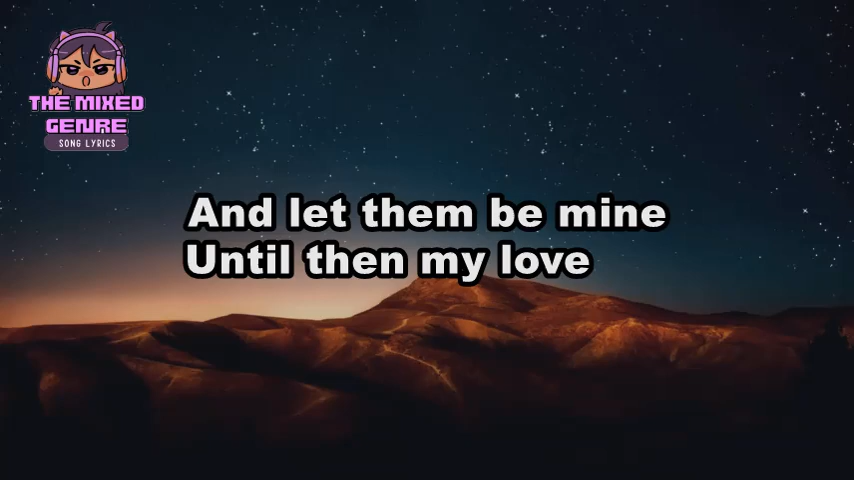 THE MIXED
GENRE
SONG LYRICS
And let them be mine
Until then my love